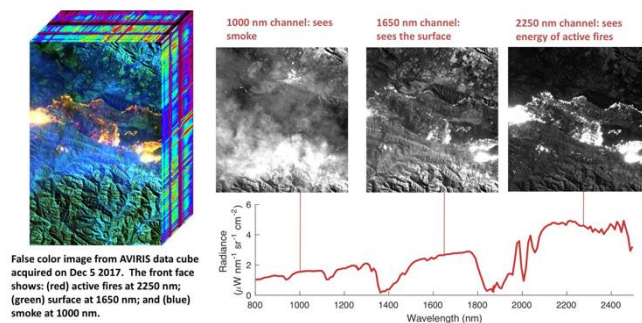 1000 nm channel: sees
smoke
1650 nm channel:
sees the surface
2250 nm channel: sees
energy of active fires
False color image from AVIRIS data cube
acquired on Dec 5 2017. The front face
shows: (red) active fires at 2250 nm;
(green) surface at 1650 nm; and (blue)
smoke at 1000 nm.
Radiance
(µW nm⁻¹ sr⁻¹ cm⁻²)
6
4
2
0
800
1000
1200
1400
1600
1800
2000
2200
2400
Wavelength (nm)